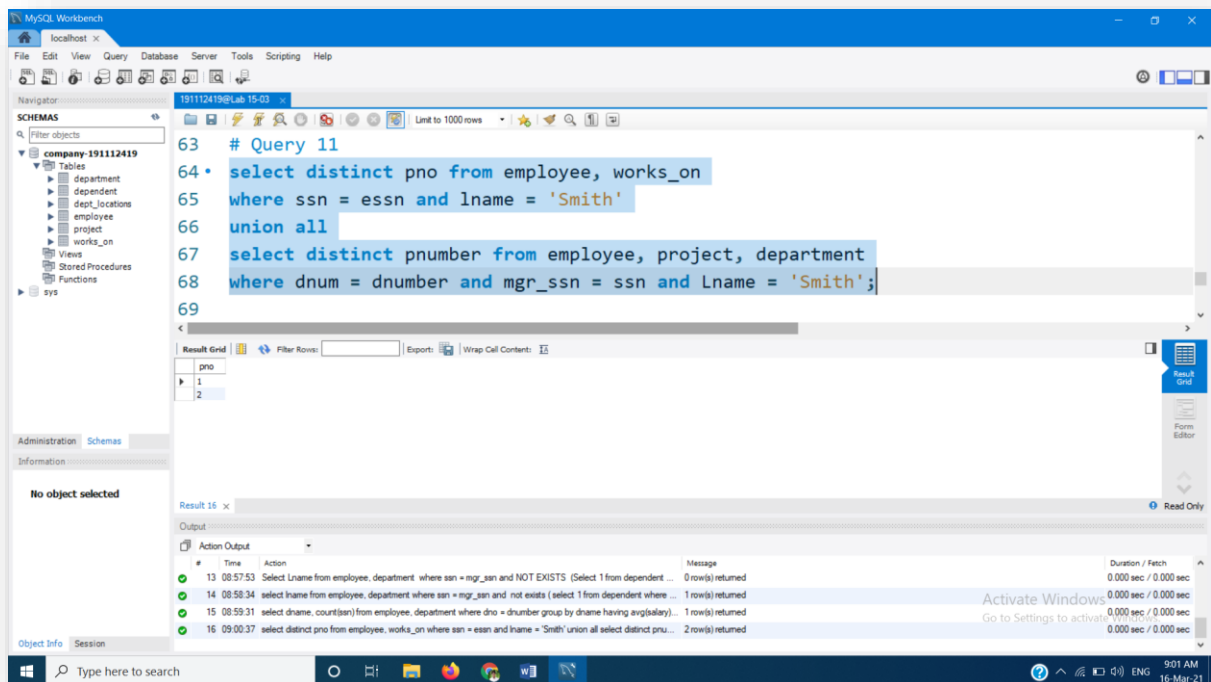 MySQL Workbench
localhost ×
File Edit View Query Database Server Tools Scripting Help
Navigator
191112419@Lab 15-03 ×
SCHEMAS
Limit to 1000 rows
Filter objects
company-191112419
Tables
department
dependent
dept_locations
employee
project
works_on
Views
Stored Procedures
Functions
sys
63 # Query 11
64 • select distinct pno from employee, works_on
65 where ssn = essn and lname = 'Smith'
66 union all
67 select distinct pnumber from employee, project, department
68 where dnum = dnumber and mgr_ssn = ssn and Lname = 'Smith';
69
Result Grid Filter Rows: Export: Wrap Cell Content:
pno
1
2
Result Grid
Form Editor
Administration Schemas
Information
No object selected
Result 16 ×
Read Only
Output
Action Output
# Time Action Message Duration / Fetch
13 08:57:53 Select Lname from employee, department where ssn = mgr_ssn and NOT EXISTS (Select 1 from dependent ... 0 row(s) returned 0.000 sec / 0.000 sec
14 08:58:34 select Lname from employee, department where ssn = mgr_ssn and not exists ( select 1 from dependent where ... 1 row(s) returned 0.000 sec / 0.000 sec
15 08:59:31 select dname, count(ssn) from employee, department where dno = dnumber group by dname having avg(salary)... 1 row(s) returned 0.000 sec / 0.000 sec
16 09:00:37 select distinct pno from employee, works_on where ssn = essn and lname = 'Smith' union all select distinct pnu... 2 row(s) returned 0.000 sec / 0.000 sec
Activate Windows
Go to Settings to activate Windows.
Object Info Session
Type here to search
ENG
9:01 AM
16-Mar-21